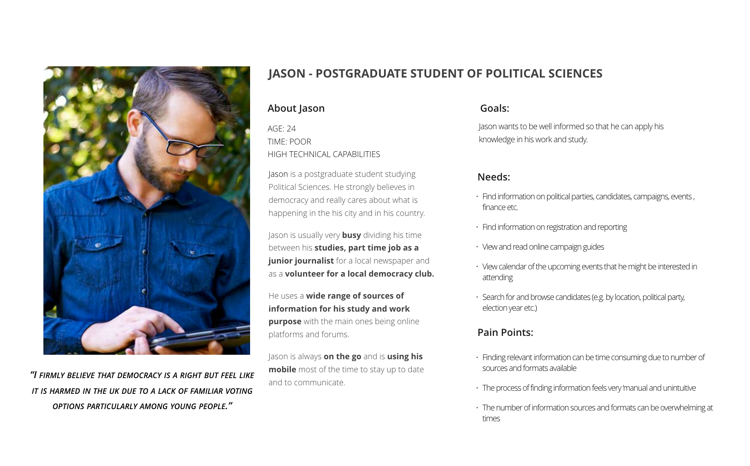 JASON - POSTGRADUATE STUDENT OF POLITICAL SCIENCES
About Jason
AGE: 24
TIME: POOR
HIGH TECHNICAL CAPABILITIES
Jason is a postgraduate student studying
Political Sciences. He strongly believes in
democracy and really cares about what is
happening in the his city and in his country.
Jason is usually very busy dividing his time
between his studies, part time job as a
junior journalist for a local newspaper and
as a volunteer for a local democracy club.
He uses a wide range of sources of
information for his study and work
purpose with the main ones being online
platforms and forums.
Jason is always on the go and is using his
mobile most of the time to stay up to date
and to communicate.
"I FIRMLY BELIEVE THAT DEMOCRACY IS A RIGHT BUT FEEL LIKE
IT IS HARMED IN THE UK DUE TO A LACK OF FAMILIAR VOTING
OPTIONS PARTICULARLY AMONG YOUNG PEOPLE."
Goals:
Jason wants to be well informed so that he can apply his
knowledge in his work and study.
Needs:
· Find information on political parties, candidates, campaigns, events ,
finance etc.
· Find information on registration and reporting
· View and read online campaign guides
· View calendar of the upcoming events that he might be interested in
attending
· Search for and browse candidates (e.g. by location, political party,
election year etc.)
Pain Points:
· Finding relevant information can be time consuming due to number of
sources and formats available
· The process of finding information feels very 'manual and unintuitive
· The number of information sources and formats can be overwhelming at
times